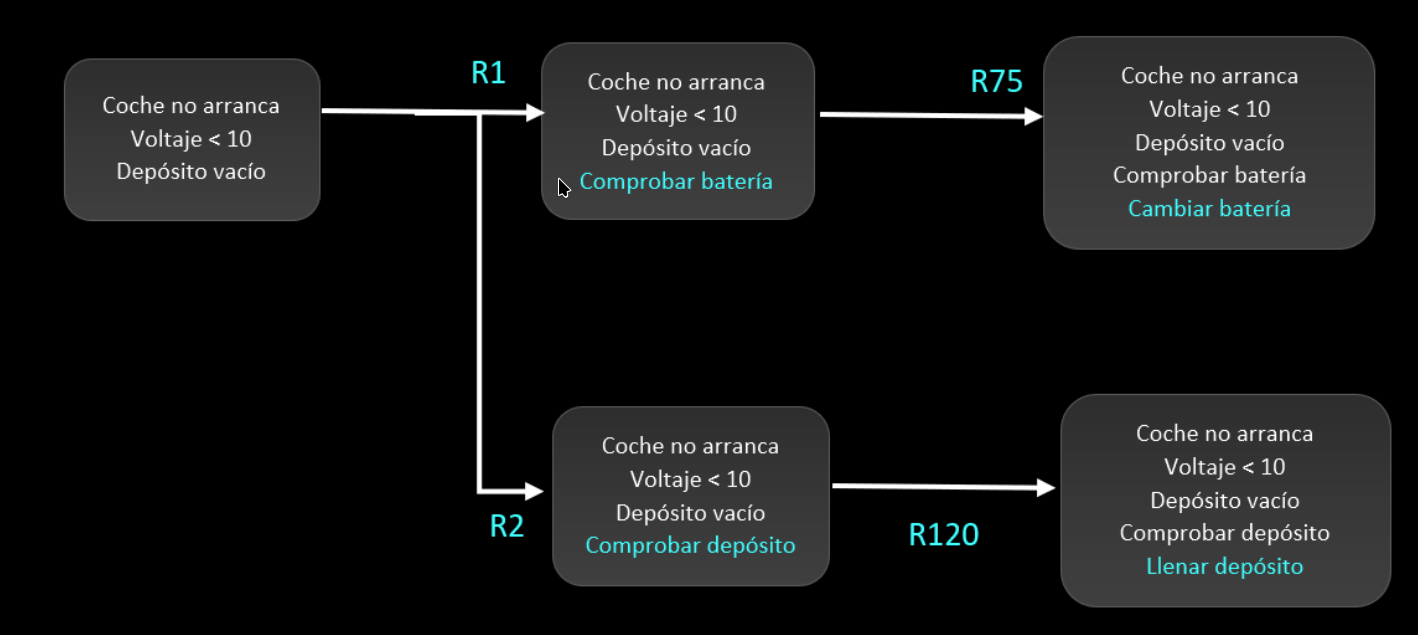 Coche no arranca
Voltaje < 10
Depósito vacío
R1
Coche no arranca
Voltaje < 10
Depósito vacío
Comprobar batería
R75
Coche no arranca
Voltaje < 10
Depósito vacío
Comprobar batería
Cambiar batería
R2
Coche no arranca
Voltaje < 10
Depósito vacío
Comprobar depósito
R120
Coche no arranca
Voltaje < 10
Depósito vacío
Comprobar depósito
Llenar depósito